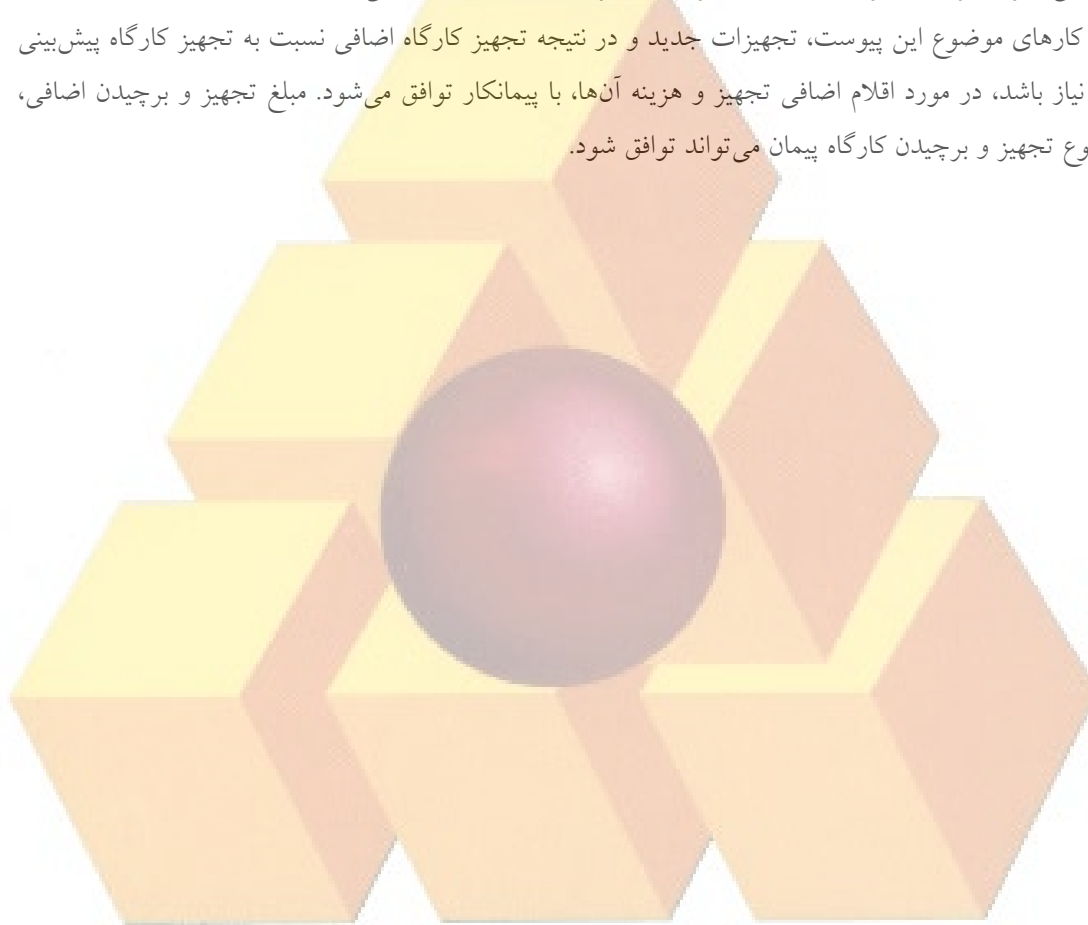 کارهای موضوع این پیوست، تجهیزات جدید و در نتیجه تجهیز کارگاه اضافی نسبت به تجهیز کارگاه پیش‌بینی
نیاز باشد، در مورد اقلام اضافی تجهیز و هزینه آن‌ها، با پیمانکار توافق می‌شود. مبلغ تجهیز و برچیدن اضافی،
تجهیز و برچیدن کارگاه پیمان می‌تواند توافق شود.